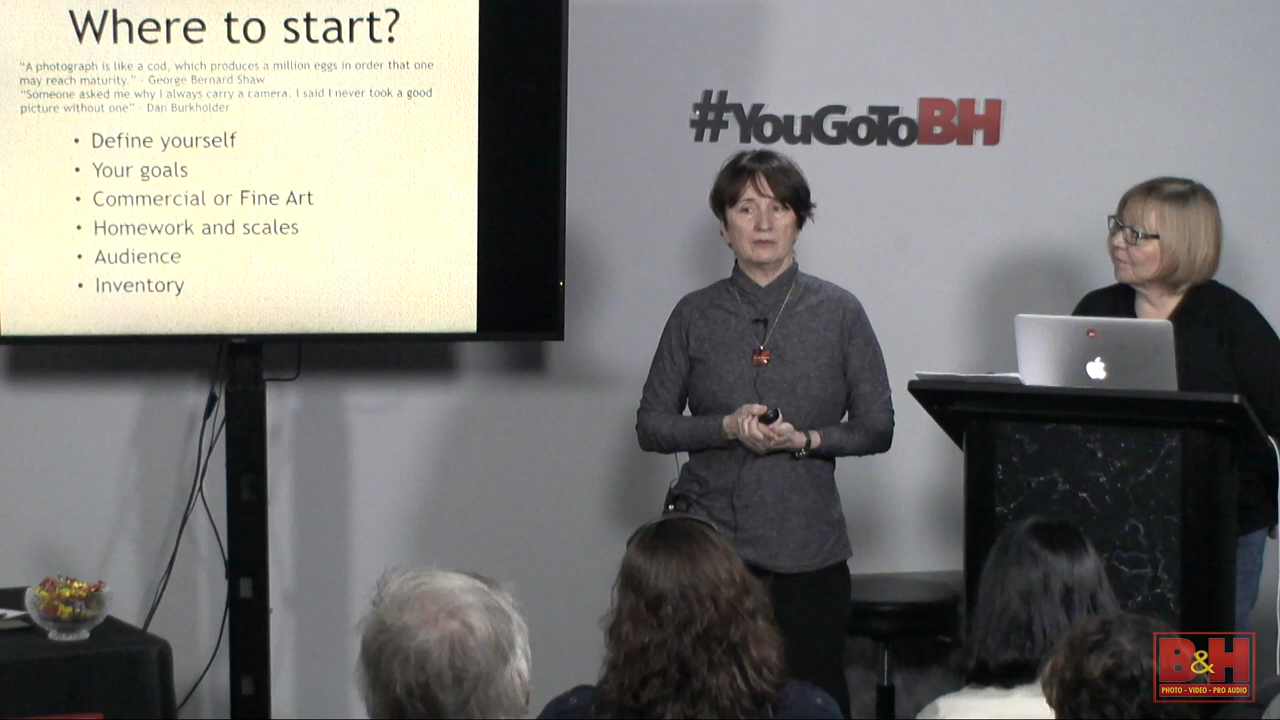 Where to start?
"A photograph is like a cod, which produces a million eggs in order that one
may reach maturity." - George Bernard Shaw
"Someone asked me why I always carry a camera. I said I never took a good
picture without one" - Dan Burkholder
• Define yourself
• Your goals
• Commercial or Fine Art
• Homework and scales
• Audience
• Inventory
#YouGoToBH
B&H
PHOTO - VIDEO - PRO AUDIO